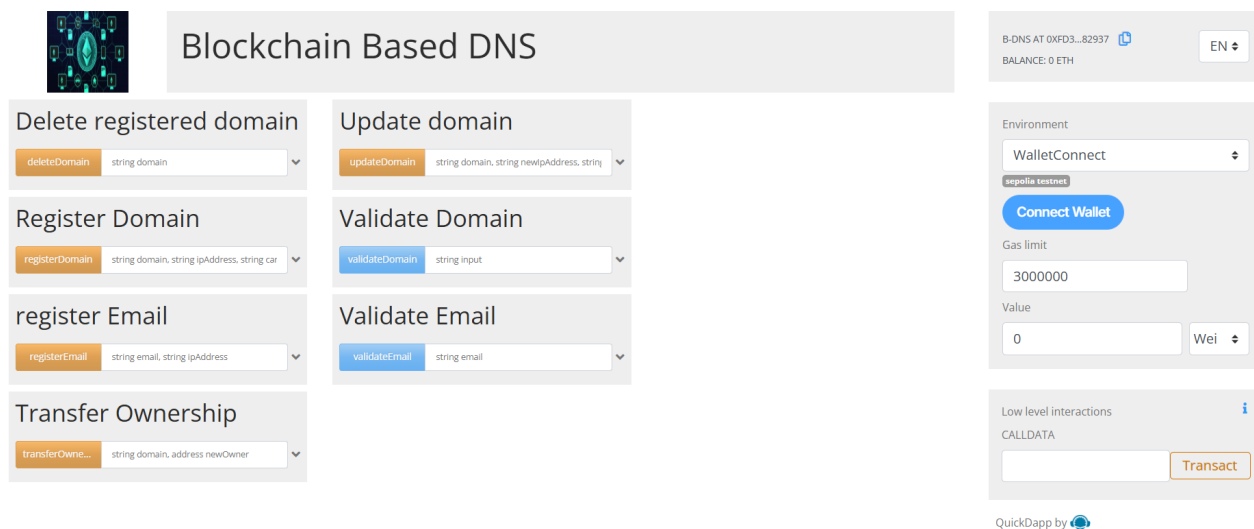 Blockchain Based DNS
Delete registered domain
deleteDomain string domain
Update domain
updateDomain string domain, string newIpAddress, string
Register Domain
registerDomain string domain, string ipAddress, string car
Validate Domain
validateDomain string input
register Email
registerEmail string email, string ipAddress
Validate Email
validateEmail string email
Transfer Ownership
transferOwne... string domain, address newOwner
B-DNS AT 0XFD3...82937
BALANCE: 0 ETH
EN
Environment
WalletConnect
sepolia testnet
Connect Wallet
Gas limit
3000000
Value
0 Wei
Low level interactions
i
CALLDATA
Transact
QuickDapp by